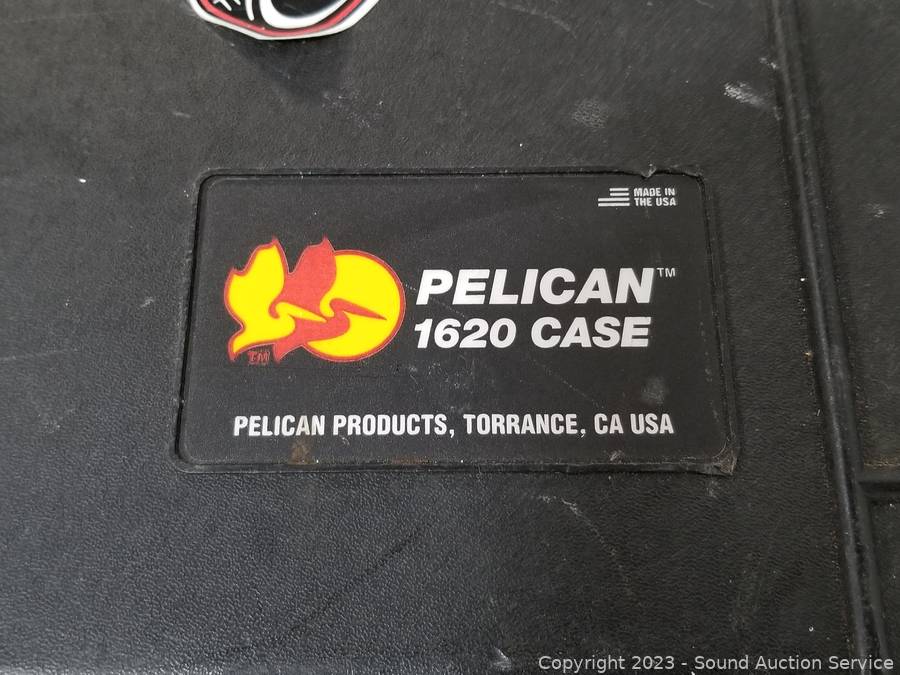 MADE IN
THE USA
PELICAN™
1620 CASE
TM
PELICAN PRODUCTS, TORRANCE, CA USA
Copyright 2023 - Sound Auction Service